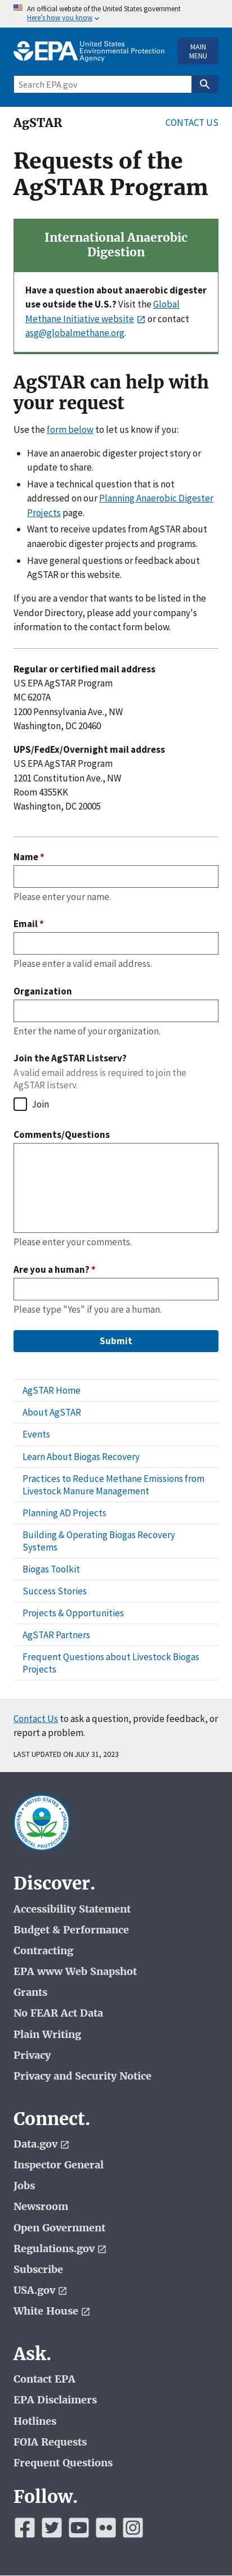 An official website of the United States government
Here's how you know
EPA United States
Environmental Protection
Agency
MAIN
MENU
Search EPA.gov
AgSTAR
CONTACT US
Requests of the
AgSTAR Program
International Anaerobic
Digestion
Have a question about anaerobic digester
use outside the U.S.? Visit the Global
Methane Initiative website or contact
asg@globalmethane.org.
AgSTAR can help with
your request
Use the form below to let us know if you:
Have an anaerobic digester project story or
update to share.
Have a technical question that is not
addressed on our Planning Anaerobic Digester
Projects page.
Want to receive updates from AgSTAR about
anaerobic digester projects and programs.
Have general questions or feedback about
AgSTAR or this website.
If you are a vendor that wants to be listed in the
Vendor Directory, please add your company's
information to the contact form below.
Regular or certified mail address
US EPA AgSTAR Program
MC 6207A
1200 Pennsylvania Ave., NW
Washington, DC 20460
UPS/FedEx/Overnight mail address
US EPA AgSTAR Program
1201 Constitution Ave., NW
Room 4355KK
Washington, DC 20005
Name *
Please enter your name.
Email *
Please enter a valid email address.
Organization
Enter the name of your organization.
Join the AgSTAR Listserv?
A valid email address is required to join the
AgSTAR listserv.
Join
Comments/Questions
Please enter your comments.
Are you a human? *
Please type "Yes" if you are a human.
Submit
AgSTAR Home
About AgSTAR
Events
Learn About Biogas Recovery
Practices to Reduce Methane Emissions from
Livestock Manure Management
Planning AD Projects
Building & Operating Biogas Recovery
Systems
Biogas Toolkit
Success Stories
Projects & Opportunities
AgSTAR Partners
Frequent Questions about Livestock Biogas
Projects
Contact Us to ask a question, provide feedback, or
report a problem.
LAST UPDATED ON JULY 31, 2023
UNITED STATES
ENVIRONMENTAL PROTECTION AGENCY
Discover.
Accessibility Statement
Budget & Performance
Contracting
EPA www Web Snapshot
Grants
No FEAR Act Data
Plain Writing
Privacy
Privacy and Security Notice
Connect.
Data.gov
Inspector General
Jobs
Newsroom
Open Government
Regulations.gov
Subscribe
USA.gov
White House
Ask.
Contact EPA
EPA Disclaimers
Hotlines
FOIA Requests
Frequent Questions
Follow.